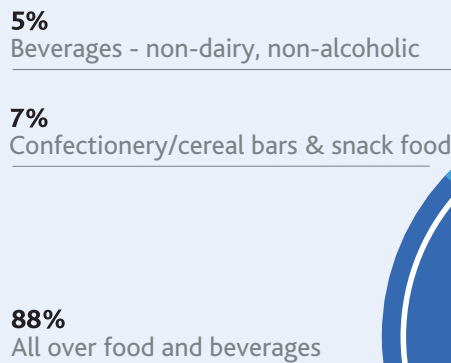 5%
Beverages - non-dairy, non-alcoholic
7%
Confectionery/cereal bars & snack food
88%
All over food and beverages